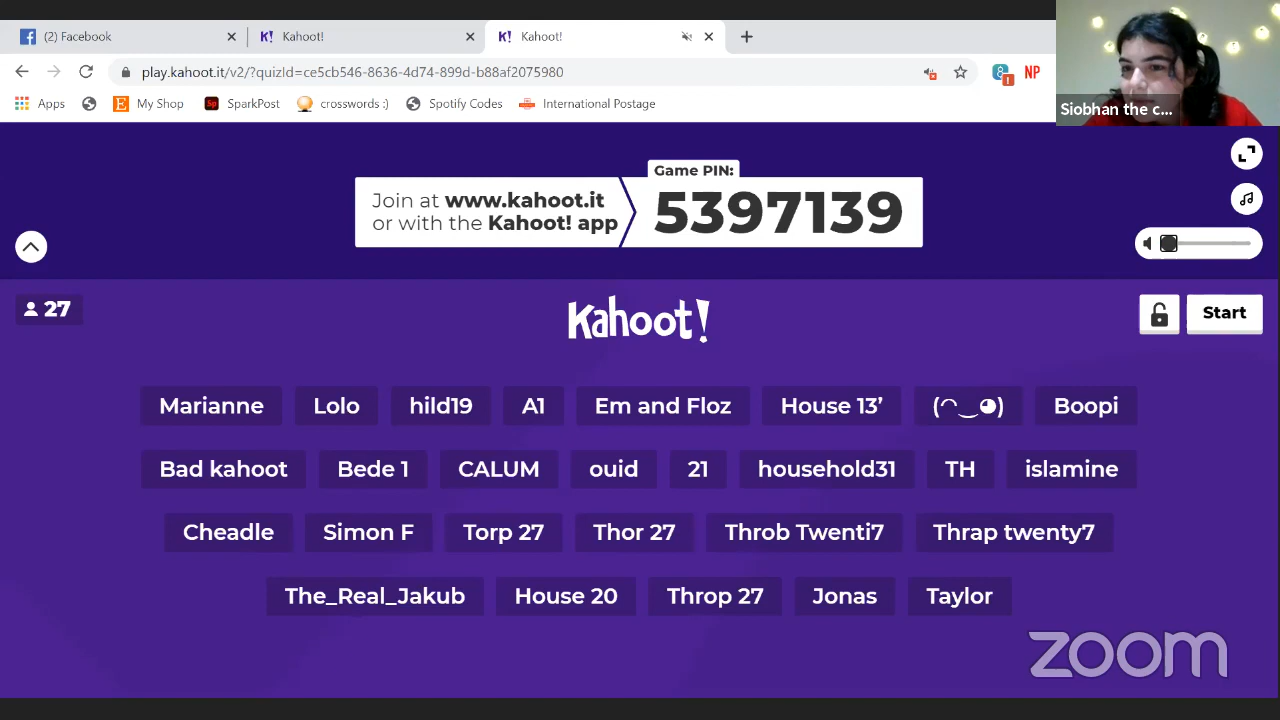 (2) Facebook
Kahoot!
Kahoot!
play.kahoot.it/v2/?quizId=ce5cb546-8636-4d74-899d-b88af2075980
8
!
NP
Apps
My Shop
Sp SparkPost
crosswords :)
Spotify Codes
International Postage
Siobhan the c...
Join at www.kahoot.it
or with the Kahoot! app
Game PIN:
5397139
27
Kahoot!
Start
Marianne Lolo hild19 A1 Em and Floz House 13’ (◠‿◕) Boopi
Bad kahoot Bede 1 CALUM ouid 21 household31 TH islamine
Cheadle Simon F Torp 27 Thor 27 Throb Twenti7 Thrap twenty7
The_Real_Jakub House 20 Throp 27 Jonas Taylor
zoom